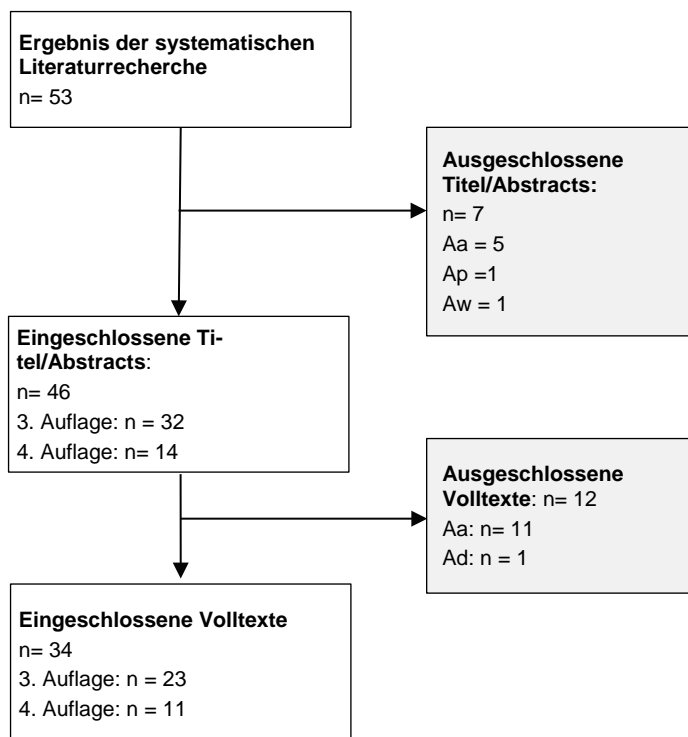 Ergebnis der systematischen
Literaturrecherche
n= 53
Ausgeschlossene
Titel/Abstracts:
n= 7
Aa = 5
Ap =1
Aw = 1
Eingeschlossene Ti-
tel/Abstracts:
n= 46
3. Auflage: n = 32
4. Auflage: n= 14
Ausgeschlossene
Volltexte: n= 12
Aa: n= 11
Ad: n = 1
Eingeschlossene Volltexte
n= 34
3. Auflage: n = 23
4. Auflage: n = 11